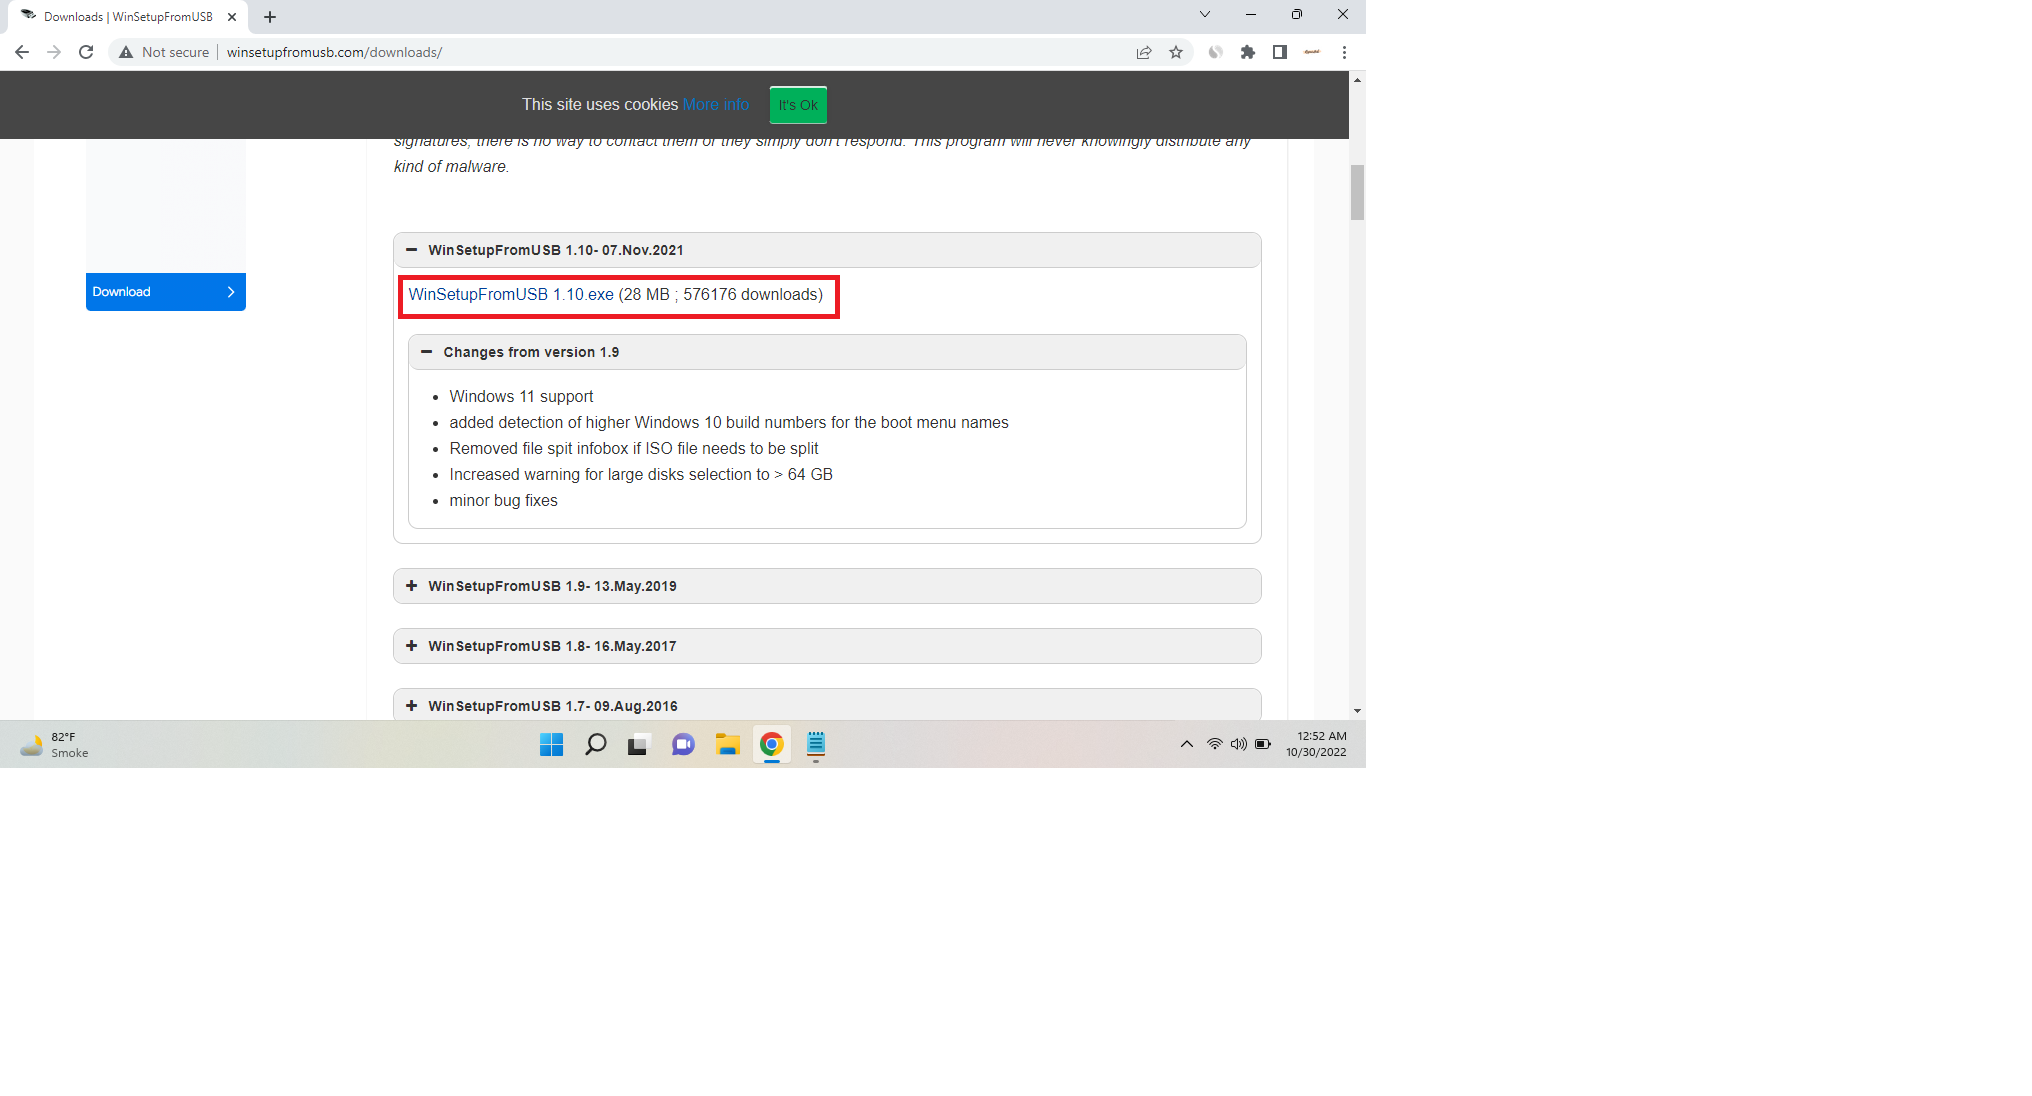 Downloads | WinSetupFromUSB
Not secure | winsetupfromusb.com/downloads/
This site uses cookies More info It's Ok
signatures, there is no way to contact them or they simply don't respond. This program will never knowingly distribute any
kind of malware.
WinSetupFromUSB 1.10- 07.Nov.2021
WinSetupFromUSB 1.10.exe (28 MB ; 576176 downloads)
Download
Changes from version 1.9
Windows 11 support
added detection of higher Windows 10 build numbers for the boot menu names
Removed file spit infobox if ISO file needs to be split
Increased warning for large disks selection to > 64 GB
minor bug fixes
WinSetupFromUSB 1.9- 13.May.2019
WinSetupFromUSB 1.8- 16.May.2017
WinSetupFromUSB 1.7- 09.Aug.2016
82°F
Smoke
12:52 AM
10/30/2022